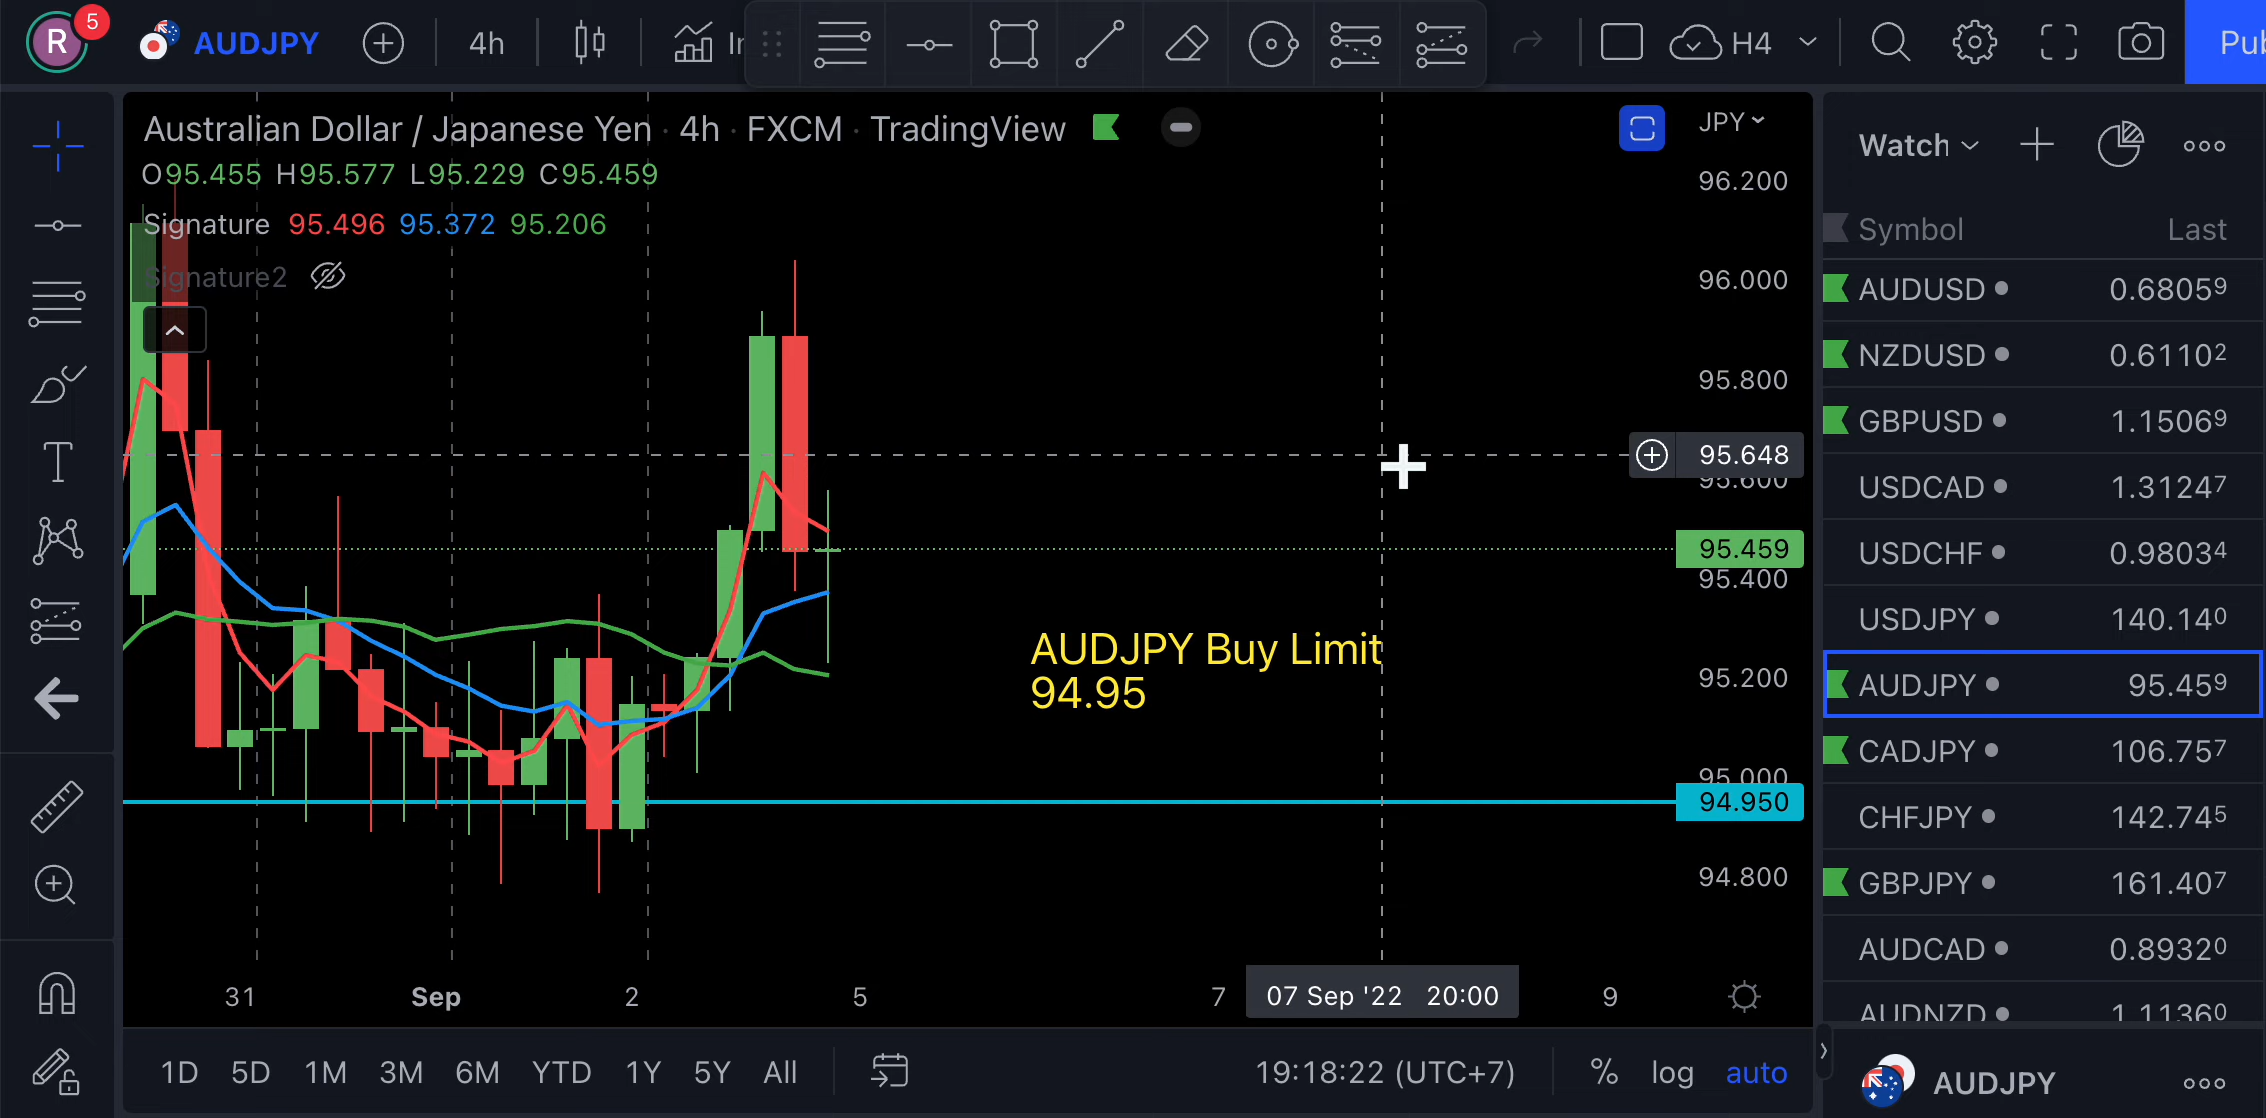 R 5 AUDJPY 4h H4
Australian Dollar / Japanese Yen · 4h · FXCM · TradingView
O95.455 H95.577 L95.229 C95.459
Signature 95.496 95.372 95.206
Signature2
JPY
96.200
96.000
95.800
95.648
95.600
95.459
95.400
95.200
95.000
94.950
94.800
AUDJPY Buy Limit
94.95
31 Sep 2 5 7 07 Sep '22 20:00 9
1D 5D 1M 3M 6M YTD 1Y 5Y All 19:18:22 (UTC+7) % log auto
Watch
Symbol Last
AUDUSD 0.68059
NZDUSD 0.61102
GBPUSD 1.15069
USDCAD 1.31247
USDCHF 0.98034
USDJPY 140.140
AUDJPY 95.459
CADJPY 106.757
CHFJPY 142.745
GBPJPY 161.407
AUDCAD 0.89320
AUDNZD 1.11360
AUDJPY